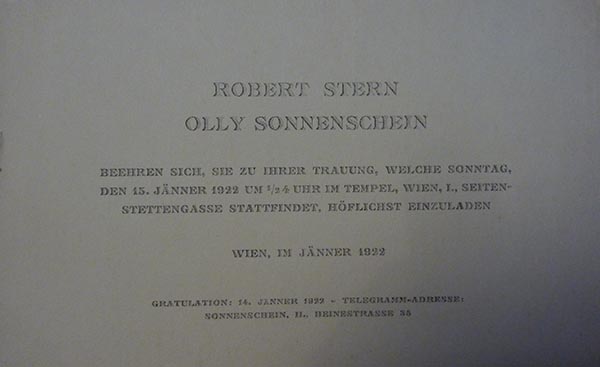 ROBERT STERN
OLLY SONNENSCHEIN
BEEHREN SICH, SIE ZU IHRER TRAUUNG, WELCHE SONNTAG,
DEN 15. JÄNNER 1922 UM ½4 UHR IM TEMPEL, WIEN, I., SEITEN-
STETTENGASSE STATTFINDET, HÖFLICHST EINZULADEN
WIEN, IM JÄNNER 1922
GRATULATION: 14. JÄNNER 1922 - TELEGRAMM-ADRESSE:
SONNENSCHEIN, II., HEINESTRASSE 35